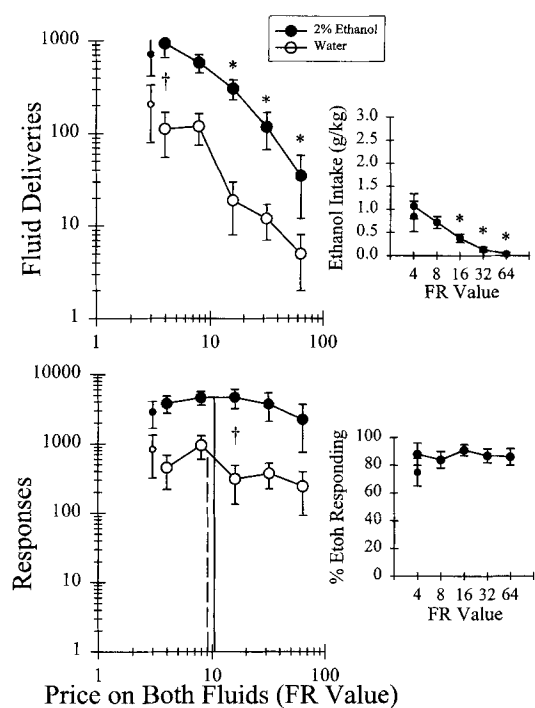 2% Ethanol
Water
Fluid Deliveries
1000
100
10
1
1 10 100
†
* * *
Ethanol Intake (g/kg)
3.0
2.5
2.0
1.5
1.0
0.5
0.0
* * *
4 8 16 32 64
FR Value
Responses
10000
1000
100
10
1
†
1 10 100
% Etoh Responding
100
80
60
40
20
0
4 8 16 32 64
FR Value
Price on Both Fluids (FR Value)